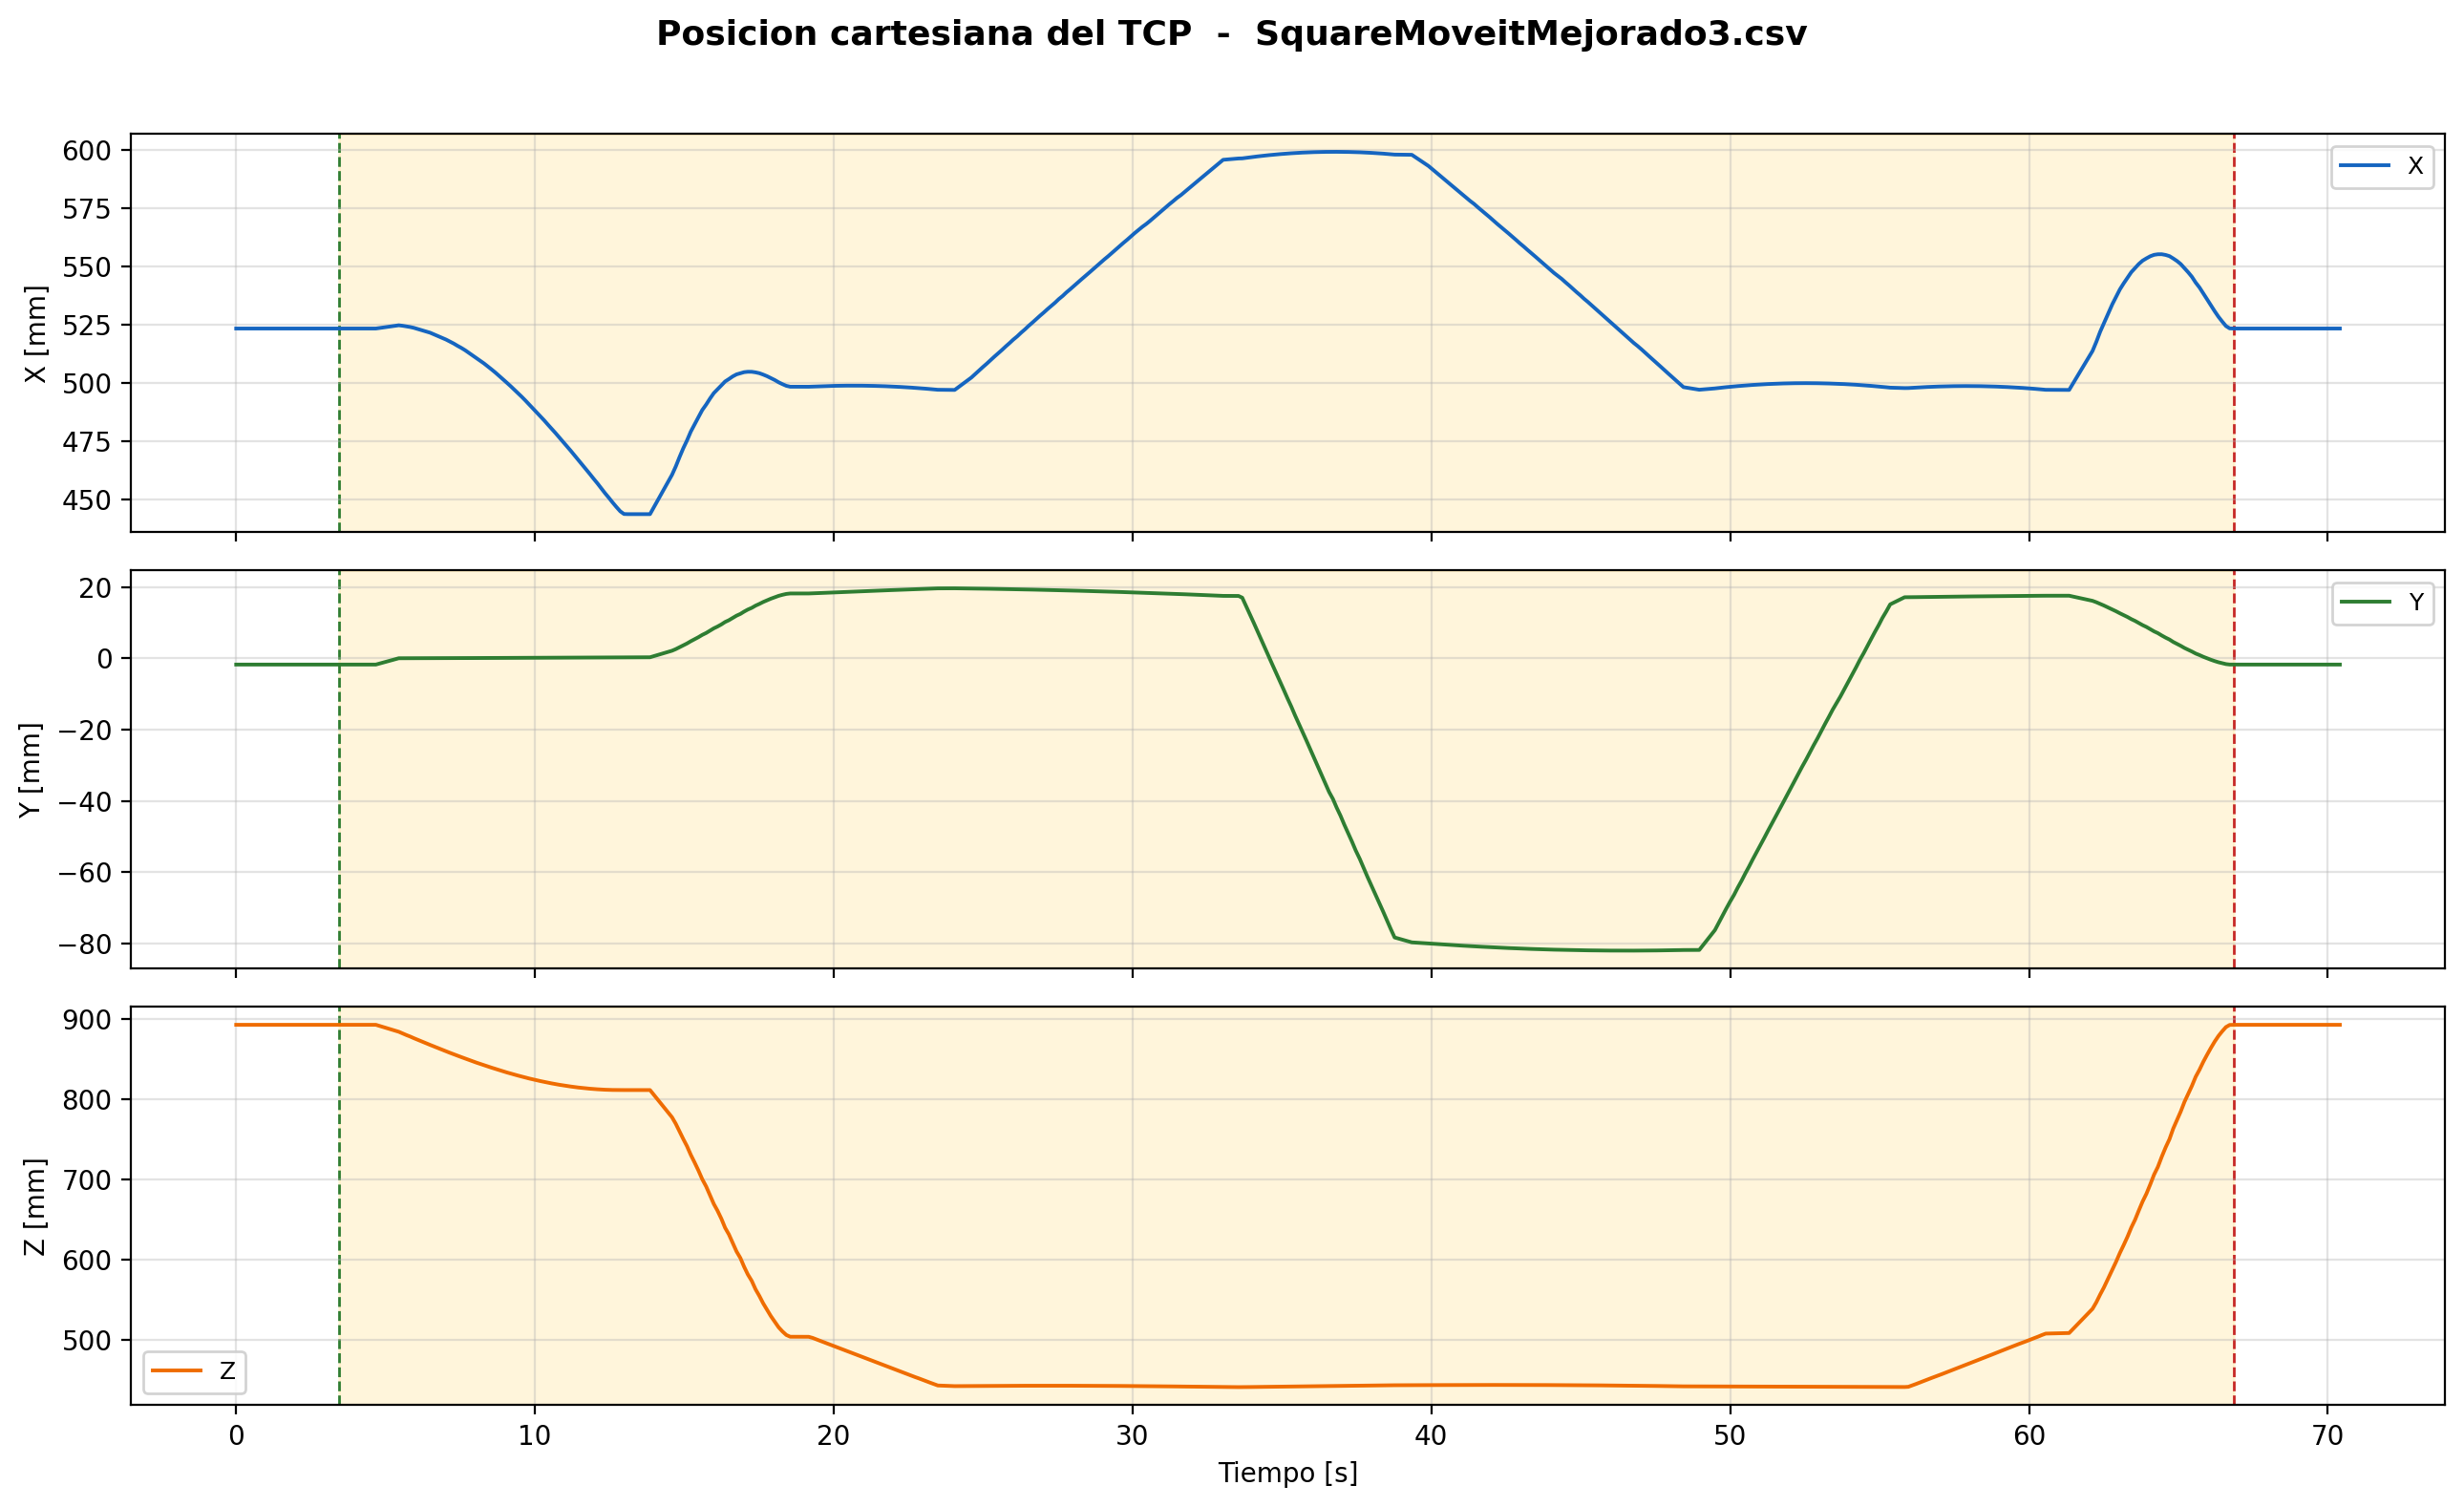 Posicion cartesiana del TCP - SquareMoveitMejorado3.csv
600
575
550
525
500
475
450
X [mm]
X
20
0
−20
−40
−60
−80
Y [mm]
Y
900
800
700
600
500
Z [mm]
Z
0 10 20 30 40 50 60 70
Tiempo [s]